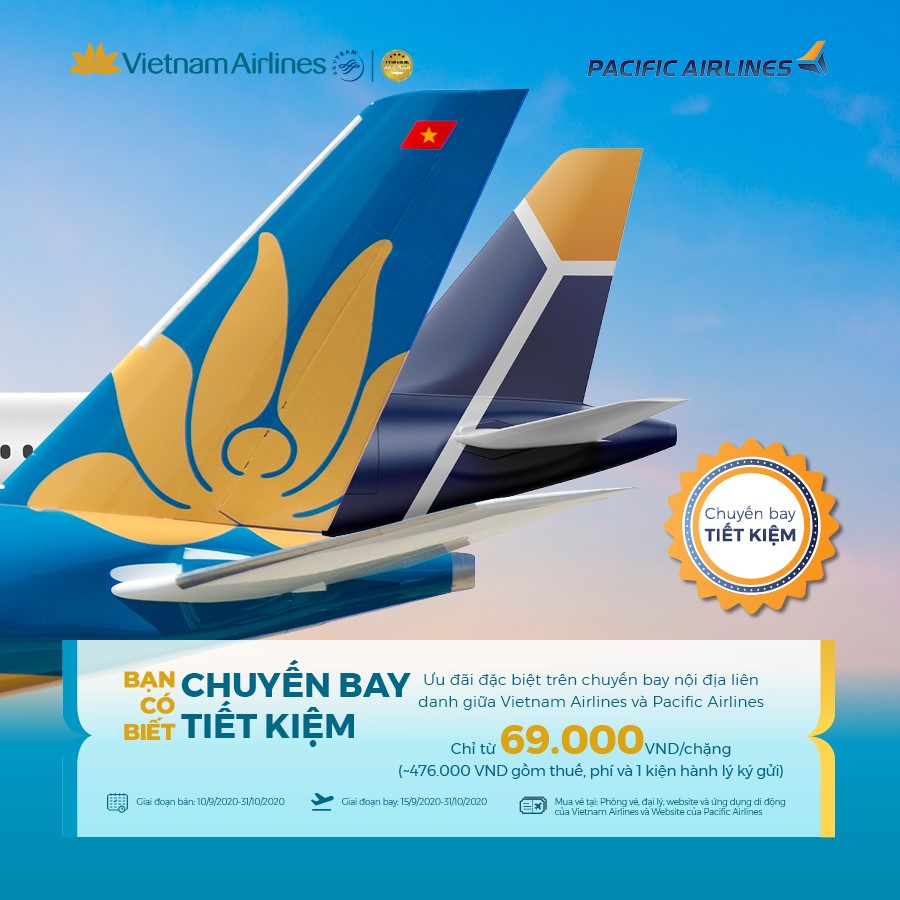 Vietnam Airlines
PACIFIC AIRLINES
Chuyến bay
TIẾT KIỆM
BẠN
CÓ
BIẾT
CHUYẾN BAY
TIẾT KIỆM
Ưu đãi đặc biệt trên chuyến bay nội địa liên
danh giữa Vietnam Airlines và Pacific Airlines
Chỉ từ 69.000 VND/chặng
(~476.000 VND gồm thuế, phí và 1 kiện hành lý ký gửi)
Giai đoạn bán: 10/9/2020-31/10/2020
Giai đoạn bay: 15/9/2020-31/10/2020
Mua vé tại: Phòng vé, đại lý, website và ứng dụng di động
của Vietnam Airlines và Website của Pacific Airlines